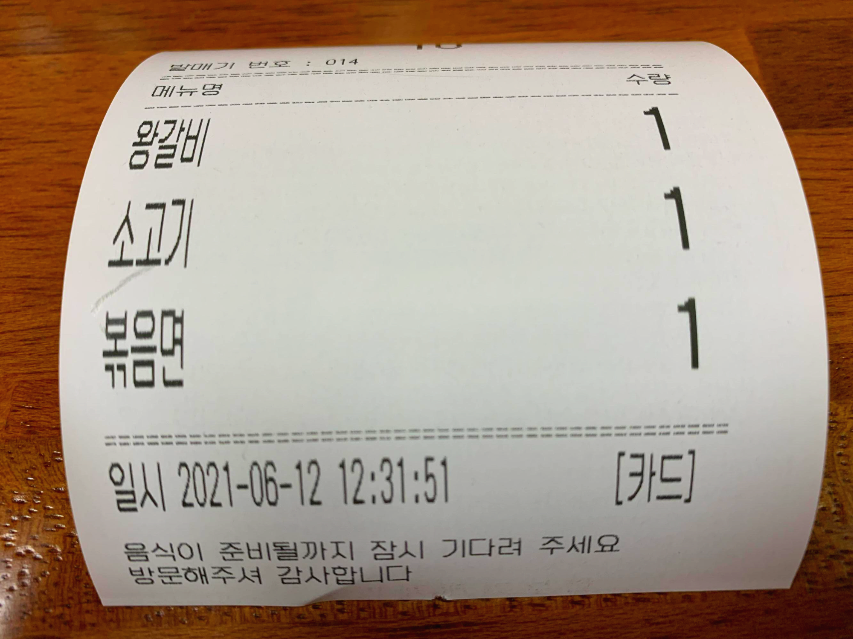 발매기 번호 : 014
메뉴명 수량
왕갈비 1
소고기 1
볶음면 1
일시 2021-06-12 12:31:51 [카드]
음식이 준비될까지 잠시 기다려 주세요
방문해주셔 감사합니다